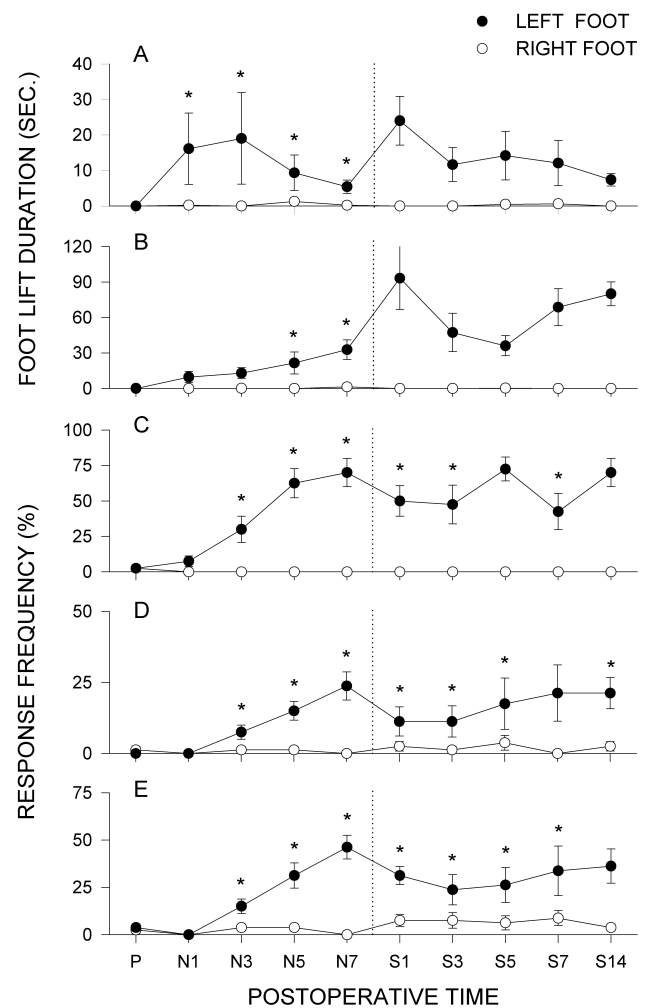 LEFT FOOT
RIGHT FOOT
FOOT LIFT DURATION (SEC.)
A
40
30
20
10
0
* * * *
B
120
90
60
30
0
* *
RESPONSE FREQUENCY (%)
C
100
75
50
25
0
* * * * * *
D
50
25
0
* * * * * * *
E
75
50
25
0
* * * * * * *
P N1 N3 N5 N7 S1 S3 S5 S7 S14
POSTOPERATIVE TIME